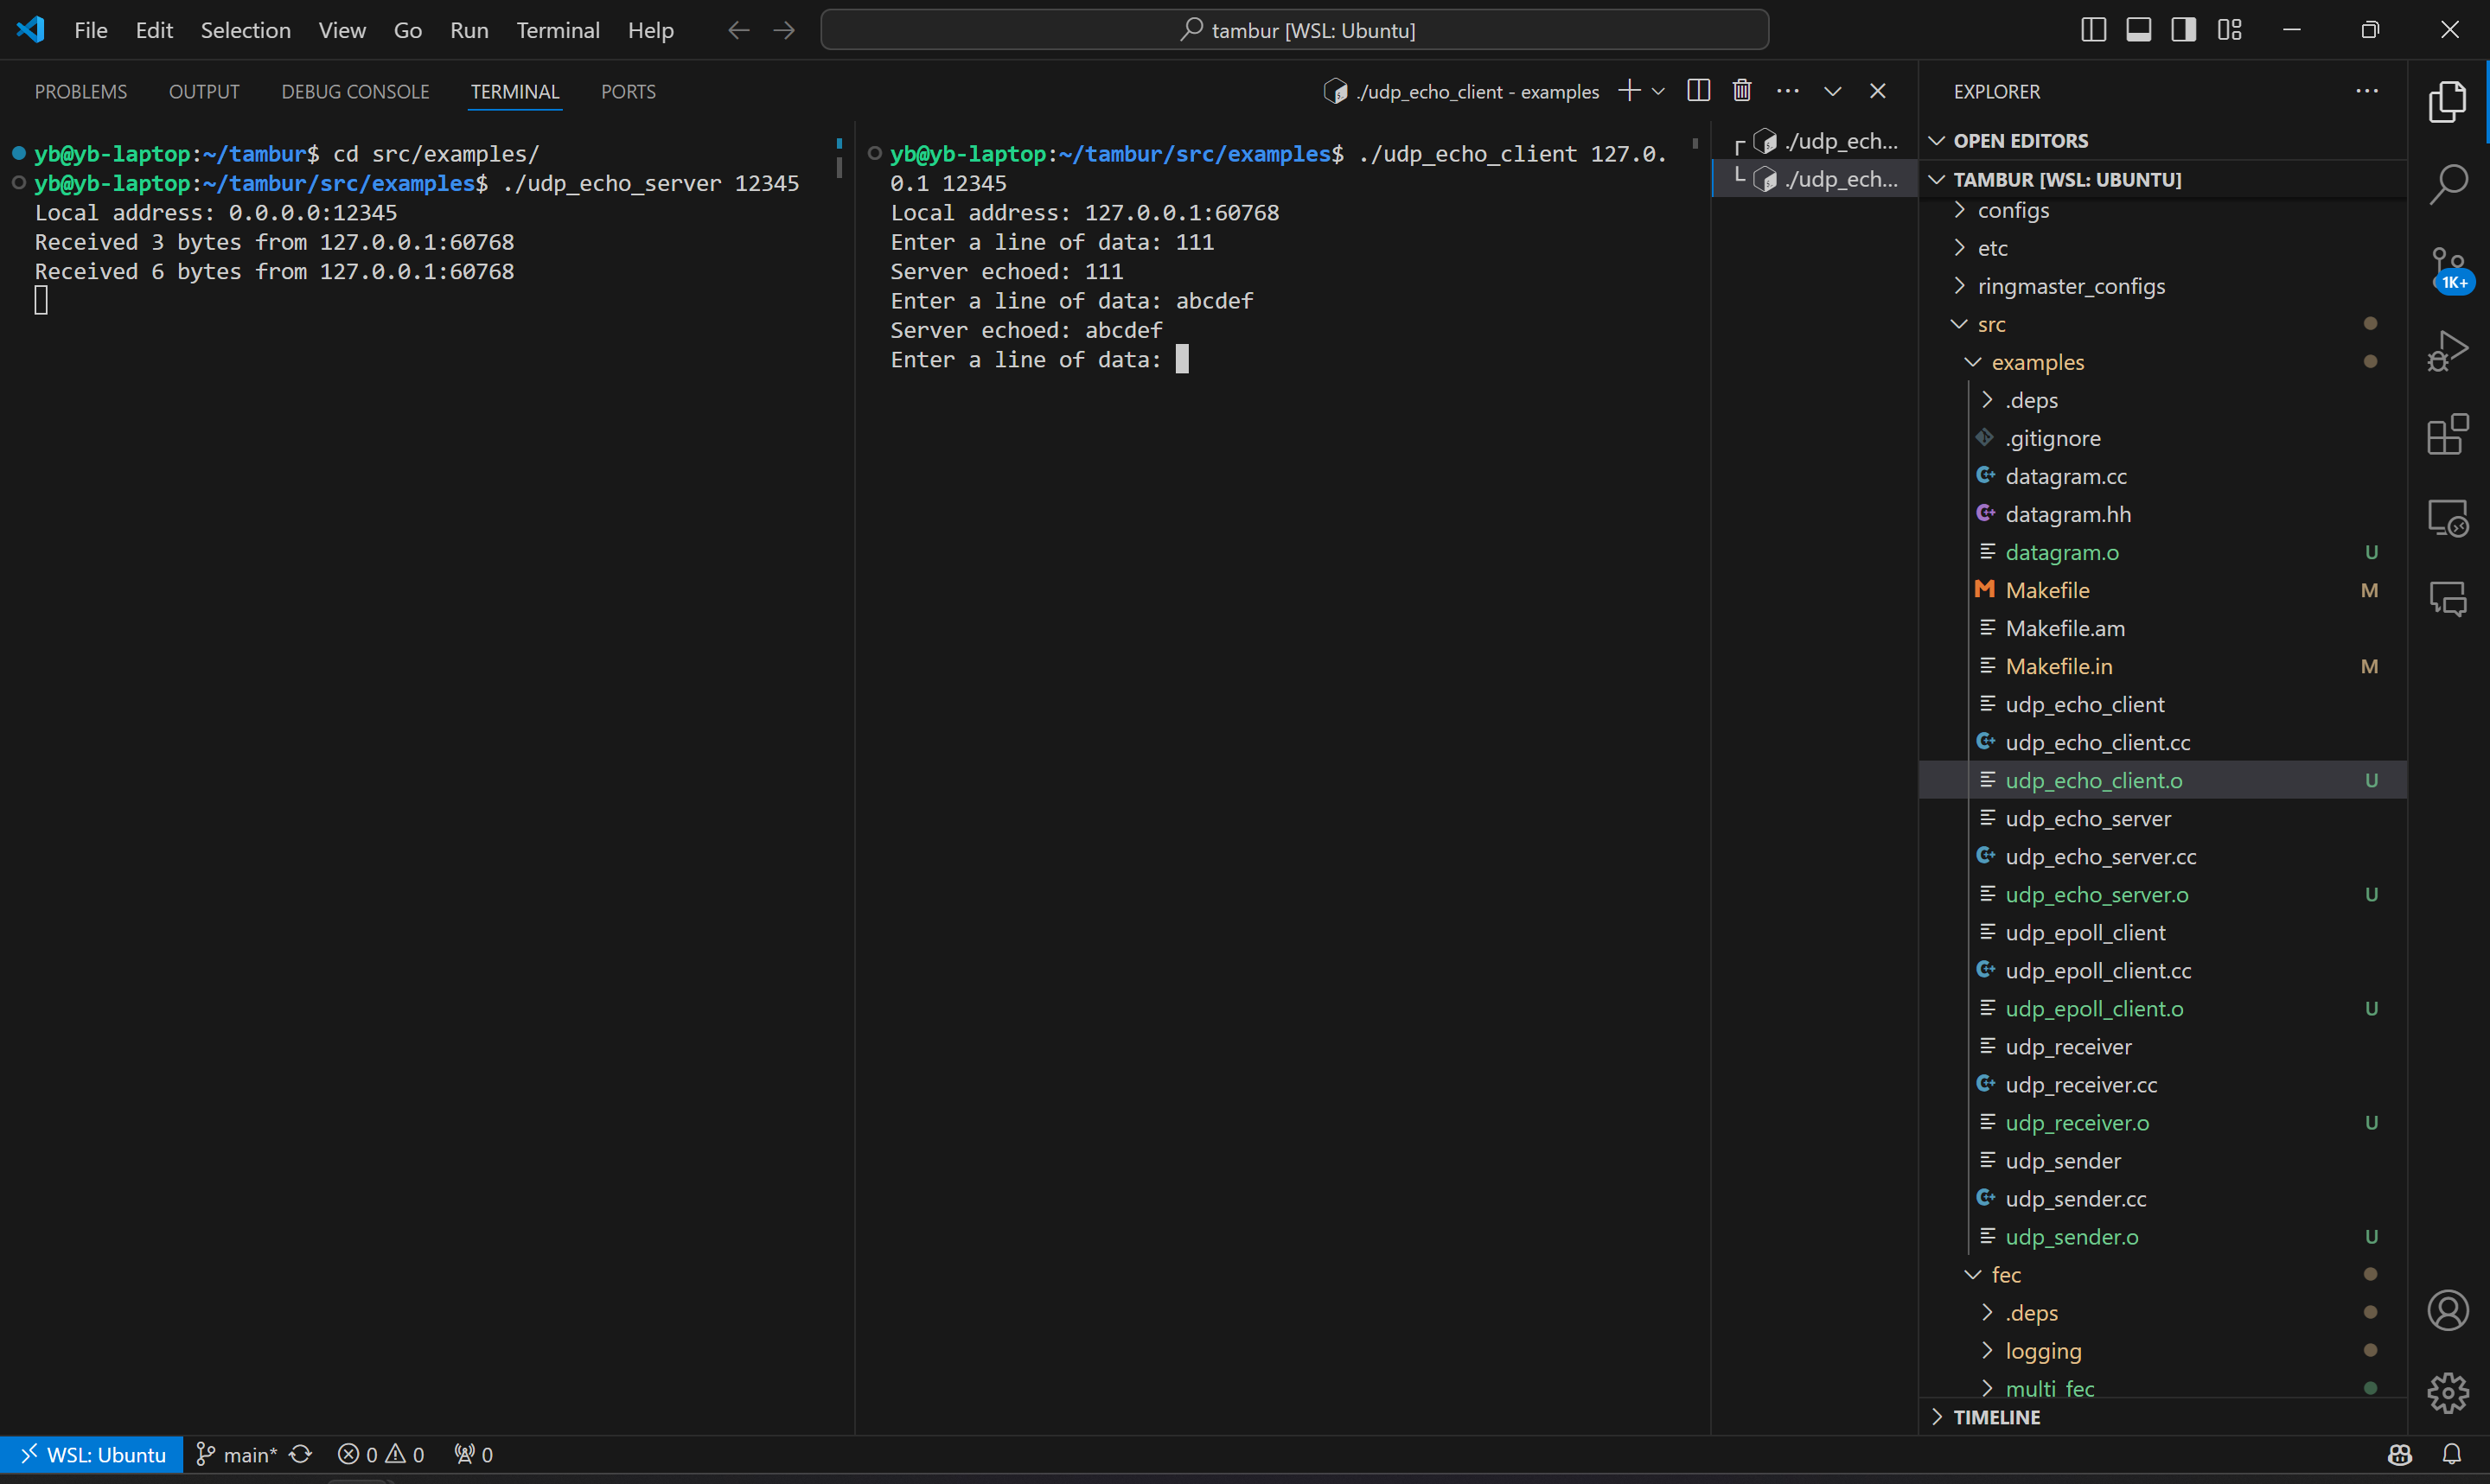 File Edit Selection View Go Run Terminal Help
tambur [WSL: Ubuntu]
PROBLEMS OUTPUT DEBUG CONSOLE TERMINAL PORTS
./udp_echo_client - examples
yb@yb-laptop:~/tambur$ cd src/examples/
yb@yb-laptop:~/tambur/src/examples$ ./udp_echo_server 12345
Local address: 0.0.0.0:12345
Received 3 bytes from 127.0.0.1:60768
Received 6 bytes from 127.0.0.1:60768
yb@yb-laptop:~/tambur/src/examples$ ./udp_echo_client 127.0.
0.1 12345
Local address: 127.0.0.1:60768
Enter a line of data: 111
Server echoed: 111
Enter a line of data: abcdef
Server echoed: abcdef
Enter a line of data:
./udp_ech...
./udp_ech...
EXPLORER
OPEN EDITORS
TAMBUR [WSL: UBUNTU]
configs
etc
ringmaster_configs
src
examples
.deps
.gitignore
datagram.cc
datagram.hh
datagram.o U
Makefile M
Makefile.am
Makefile.in M
udp_echo_client
udp_echo_client.cc
udp_echo_client.o U
udp_echo_server
udp_echo_server.cc
udp_echo_server.o U
udp_epoll_client
udp_epoll_client.cc
udp_epoll_client.o U
udp_receiver
udp_receiver.cc
udp_receiver.o U
udp_sender
udp_sender.cc
udp_sender.o U
fec
.deps
logging
multi_fec
TIMELINE
1K+
WSL: Ubuntu main* 0 0 0